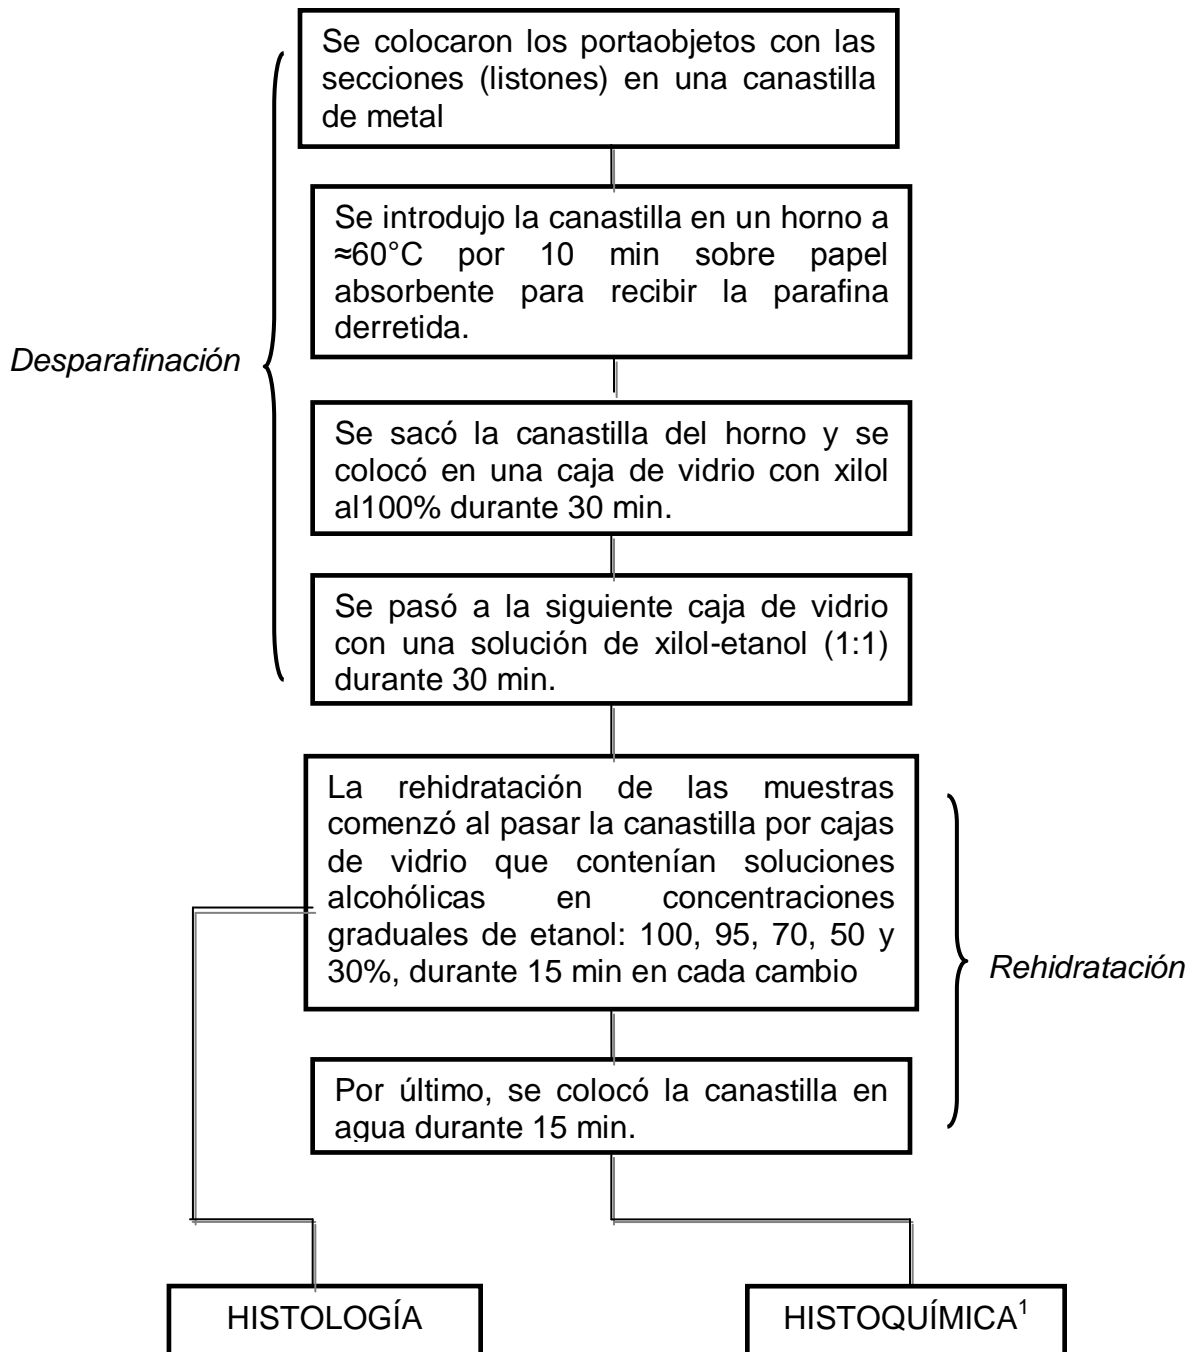 Se colocaron los portaobjetos con las
secciones (listones) en una canastilla
de metal
Se introdujo la canastilla en un horno a
≈60°C por 10 min sobre papel
absorbente para recibir la parafina
derretida.
Desparafinación
Se sacó la canastilla del horno y se
colocó en una caja de vidrio con xilol
al100% durante 30 min.
Se pasó a la siguiente caja de vidrio
con una solución de xilol-etanol (1:1)
durante 30 min.
La rehidratación de las muestras
comenzó al pasar la canastilla por cajas
de vidrio que contenían soluciones
alcohólicas en concentraciones
graduales de etanol: 100, 95, 70, 50 y
30%, durante 15 min en cada cambio
Rehidratación
Por último, se colocó la canastilla en
agua durante 15 min.
HISTOLOGÍA
HISTOQUÍMICA¹